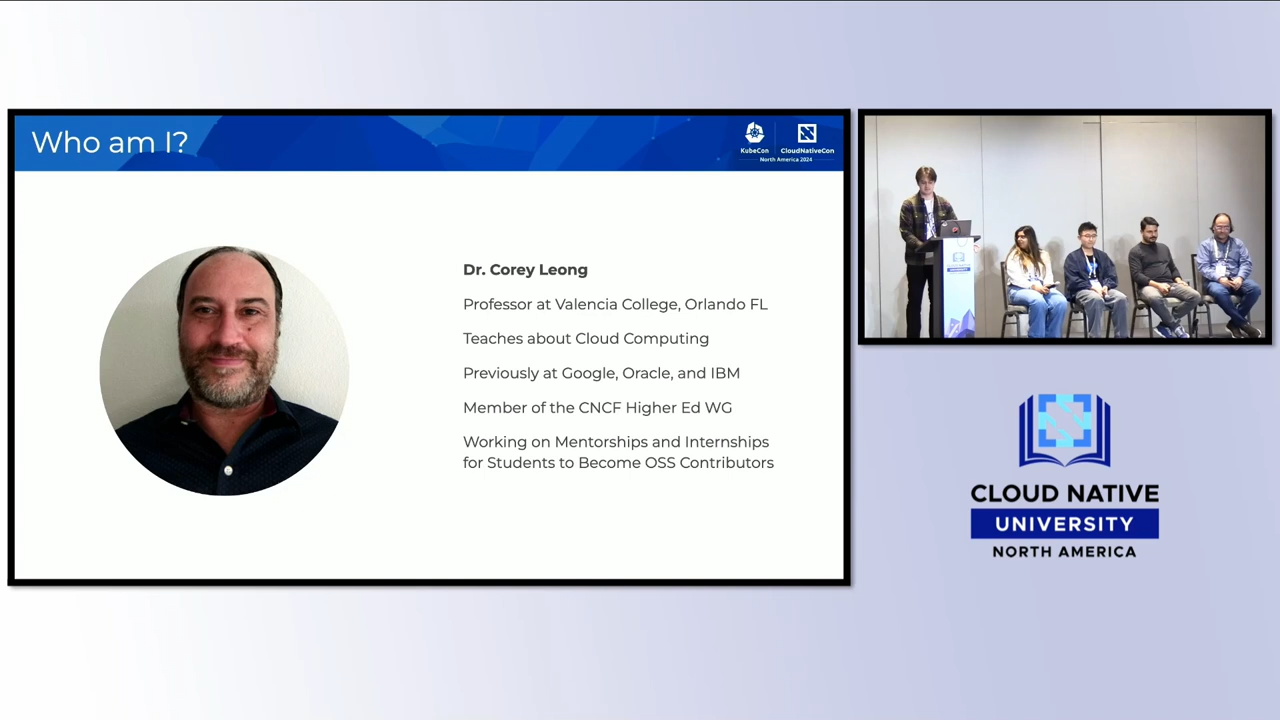 Who am I?
KubeCon
CloudNativeCon
North America 2024
Dr. Corey Leong
Professor at Valencia College, Orlando FL
Teaches about Cloud Computing
Previously at Google, Oracle, and IBM
Member of the CNCF Higher Ed WG
Working on Mentorships and Internships
for Students to Become OSS Contributors
CLOUD NATIVE
UNIVERSITY
NORTH AMERICA